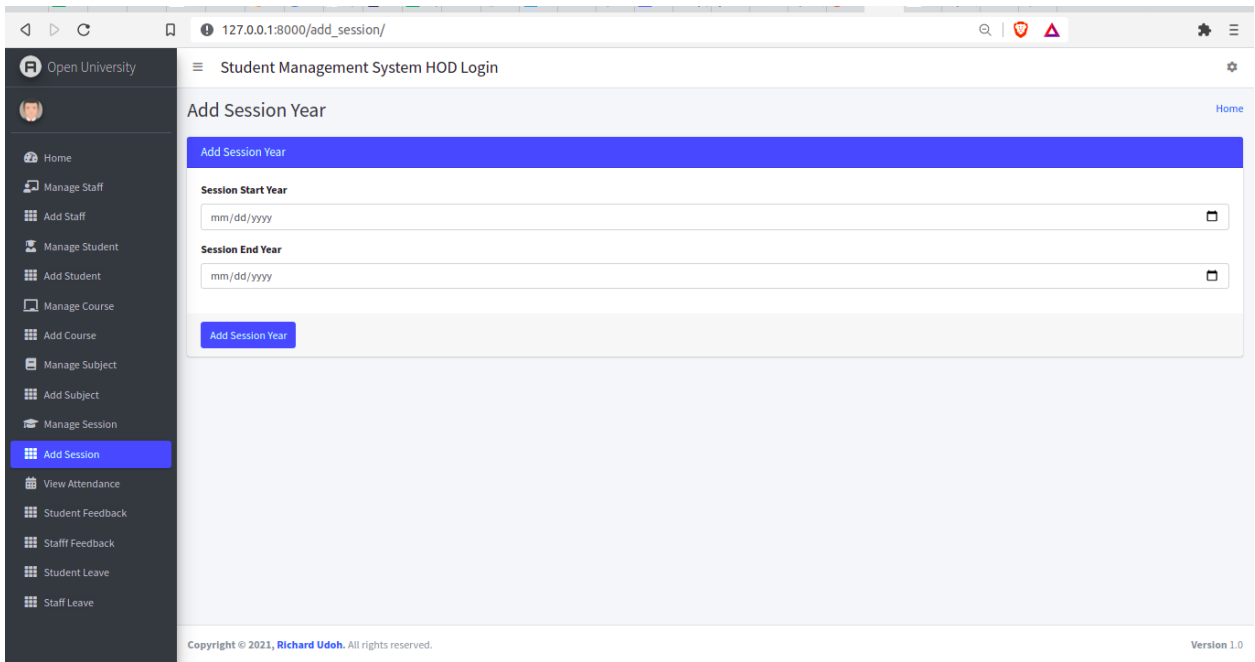 127.0.0.1:8000/add_session/
Open University
Student Management System HOD Login
Add Session Year
Home
Home
Manage Staff
Add Staff
Manage Student
Add Student
Manage Course
Add Course
Manage Subject
Add Subject
Manage Session
Add Session
View Attendance
Student Feedback
Stafff Feedback
Student Leave
Staff Leave
Add Session Year
Session Start Year
mm/dd/yyyy
Session End Year
mm/dd/yyyy
Add Session Year
Copyright © 2021, Richard Udoh. All rights reserved.
Version 1.0